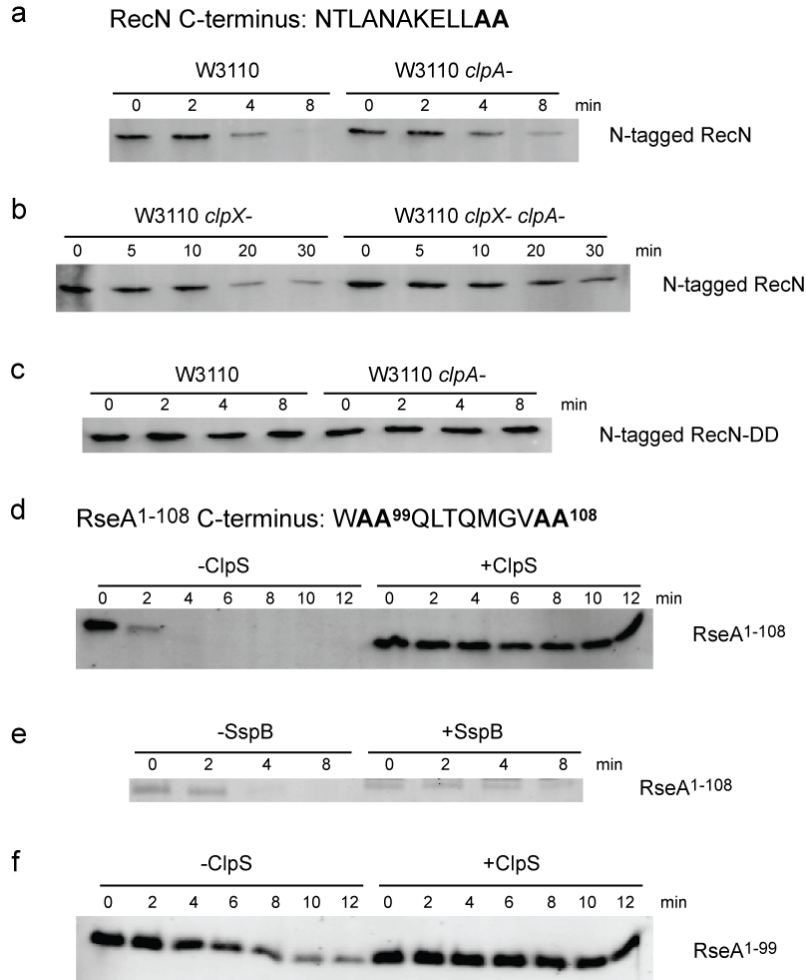 a
RecN C-terminus: NTLANAKELLAA
W3110 W3110 clpA-
0 2 4 8 0 2 4 8 min
N-tagged RecN
b
W3110 clpX- W3110 clpX- clpA-
0 5 10 20 30 0 5 10 20 30 min
N-tagged RecN
c
W3110 W3110 clpA-
0 2 4 8 0 2 4 8 min
N-tagged RecN-DD
d
RseA¹⁻¹⁰⁸ C-terminus: WAA⁹⁹QLTQMGVAA¹⁰⁸
-ClpS +ClpS
0 2 4 6 8 10 12 0 2 4 6 8 10 12 min
RseA¹⁻¹⁰⁸
e
-SspB +SspB
0 2 4 8 0 2 4 8 min
RseA¹⁻¹⁰⁸
f
-ClpS +ClpS
0 2 4 6 8 10 12 0 2 4 6 8 10 12 min
RseA¹⁻⁹⁹